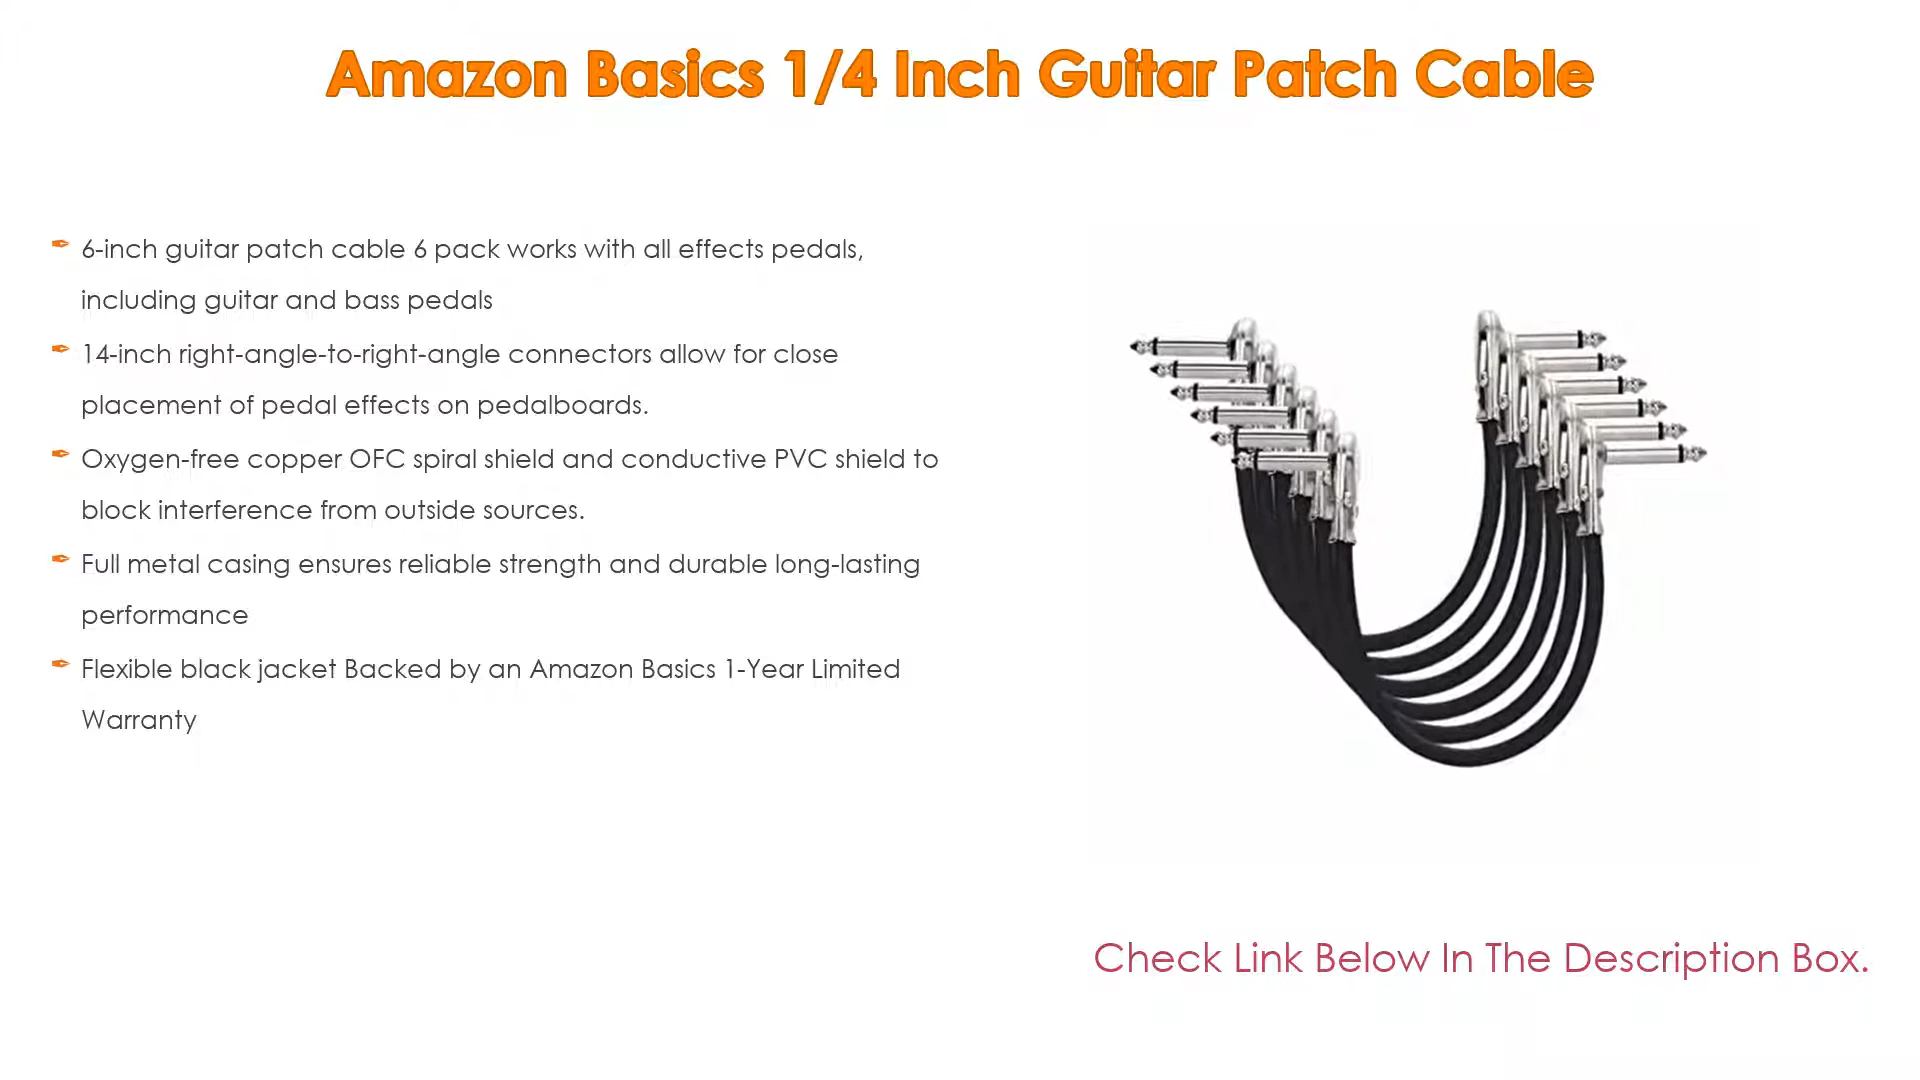 Amazon Basics 1/4 Inch Guitar Patch Cable
6-inch guitar patch cable 6 pack works with all effects pedals,
including guitar and bass pedals
14-inch right-angle-to-right-angle connectors allow for close
placement of pedal effects on pedalboards.
Oxygen-free copper OFC spiral shield and conductive PVC shield to
block interference from outside sources.
Full metal casing ensures reliable strength and durable long-lasting
performance
Flexible black jacket Backed by an Amazon Basics 1-Year Limited
Warranty
Check Link Below In The Description Box.